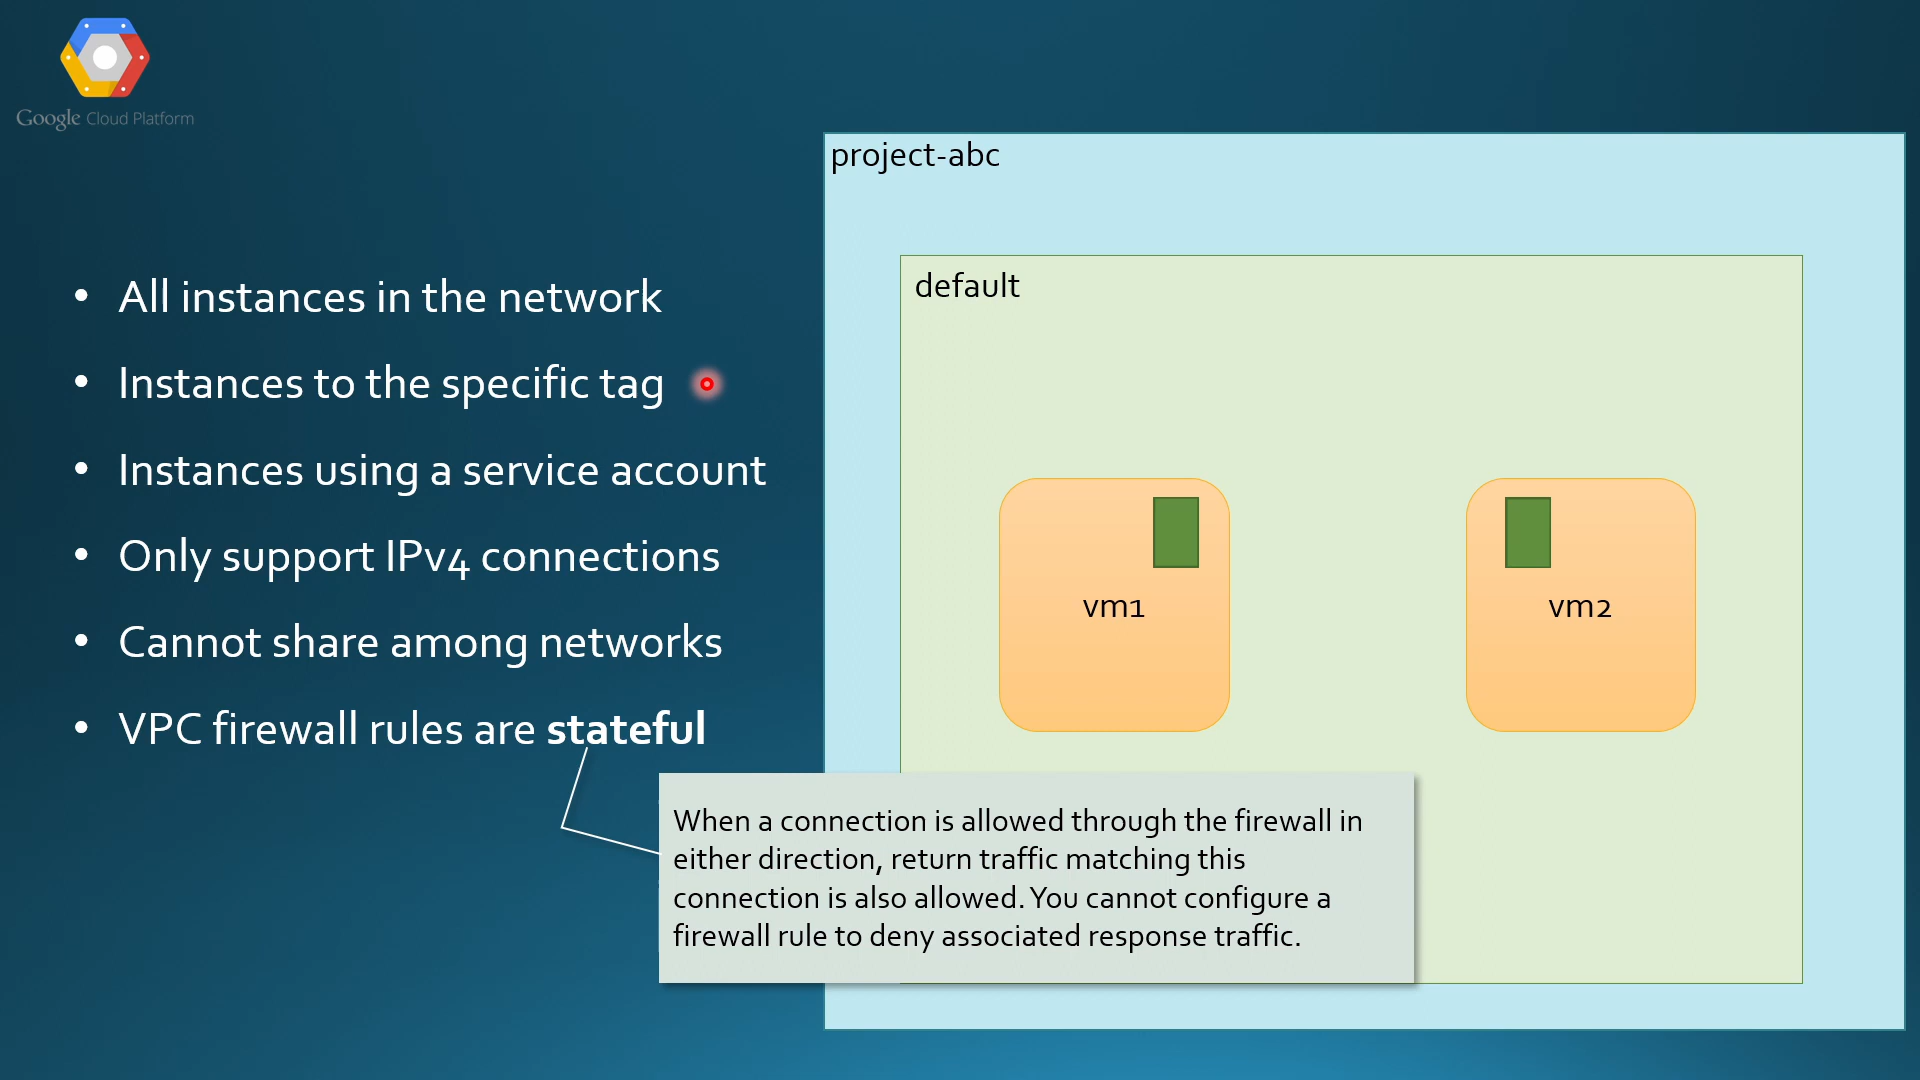 Google Cloud Platform
project-abc
default
• All instances in the network
• Instances to the specific tag
• Instances using a service account
• Only support IPv4 connections
• Cannot share among networks
• VPC firewall rules are stateful
vm1
vm2
When a connection is allowed through the firewall in
either direction, return traffic matching this
connection is also allowed. You cannot configure a
firewall rule to deny associated response traffic.